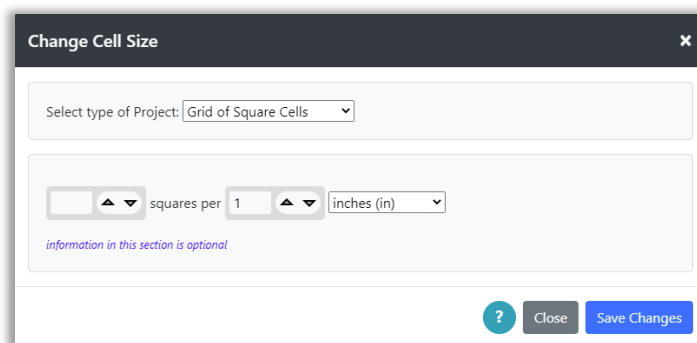 Change Cell Size ×
Select type of Project: Grid of Square Cells
squares per 1 inches (in)
information in this section is optional
? Close Save Changes